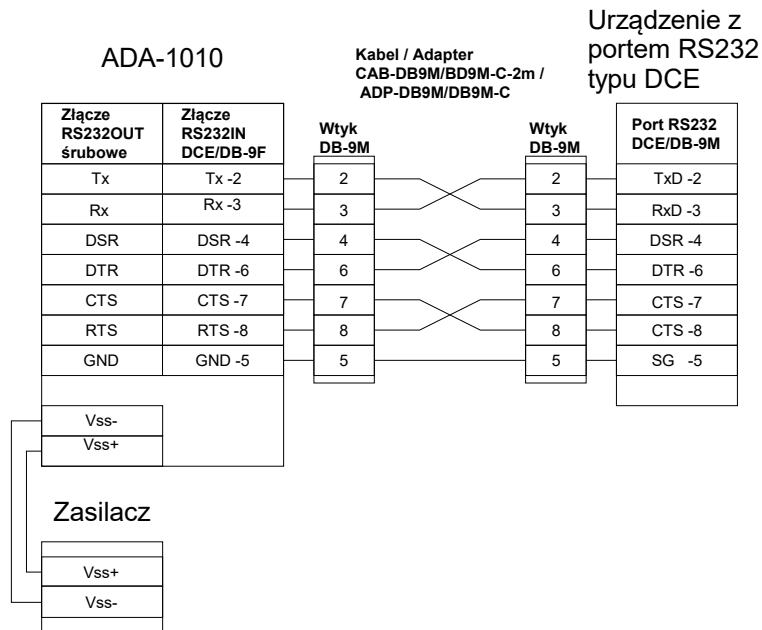 Urządzenie z
portem RS232
typu DCE
ADA-1010
Kabel / Adapter
CAB-DB9M/BD9M-C-2m /
ADP-DB9M/DB9M-C
Złącze
RS232OUT
śrubowe
Złącze
RS232IN
DCE/DB-9F
Wtyk
DB-9M
Wtyk
DB-9M
Port RS232
DCE/DB-9M
Tx Tx -2 2 2 TxD -2
Rx Rx -3 3 3 RxD -3
DSR DSR -4 4 4 DSR -4
DTR DTR -6 6 6 DTR -6
CTS CTS -7 7 7 CTS -7
RTS RTS -8 8 8 CTS -8
GND GND -5 5 5 SG -5
Vss-
Vss+
Zasilacz
Vss+
Vss-